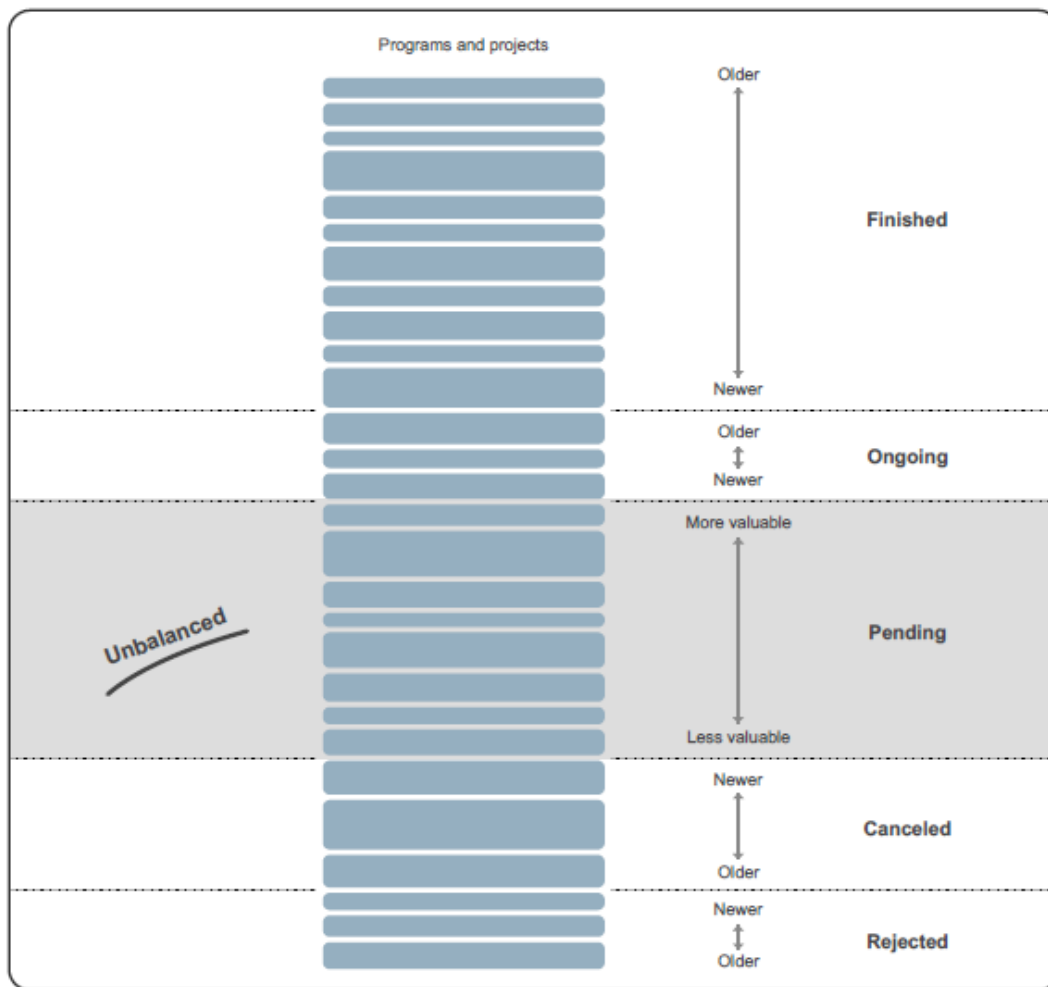 Programs and projects
Older
Finished
Newer
Older
Ongoing
Newer
More valuable
Unbalanced
Pending
Less valuable
Newer
Canceled
Older
Newer
Rejected
Older